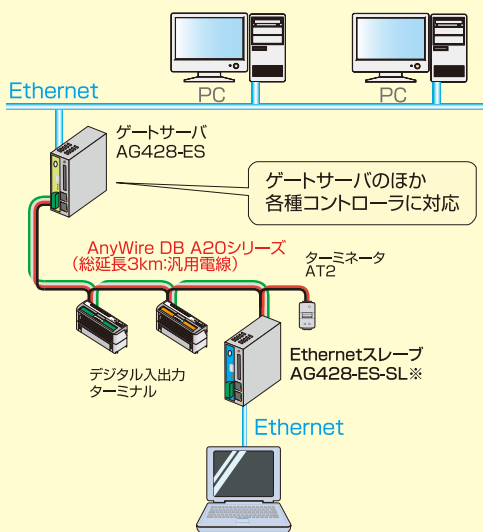 Ethernet
PC
PC
ゲートサーバ
AG428-ES
ゲートサーバのほか
各種コントローラに対応
AnyWire DB A20シリーズ
(総延長3km:汎用電線)
ターミネータ
AT2
デジタル入出力
ターミナル
Ethernetスレーブ
AG428-ES-SL※
Ethernet